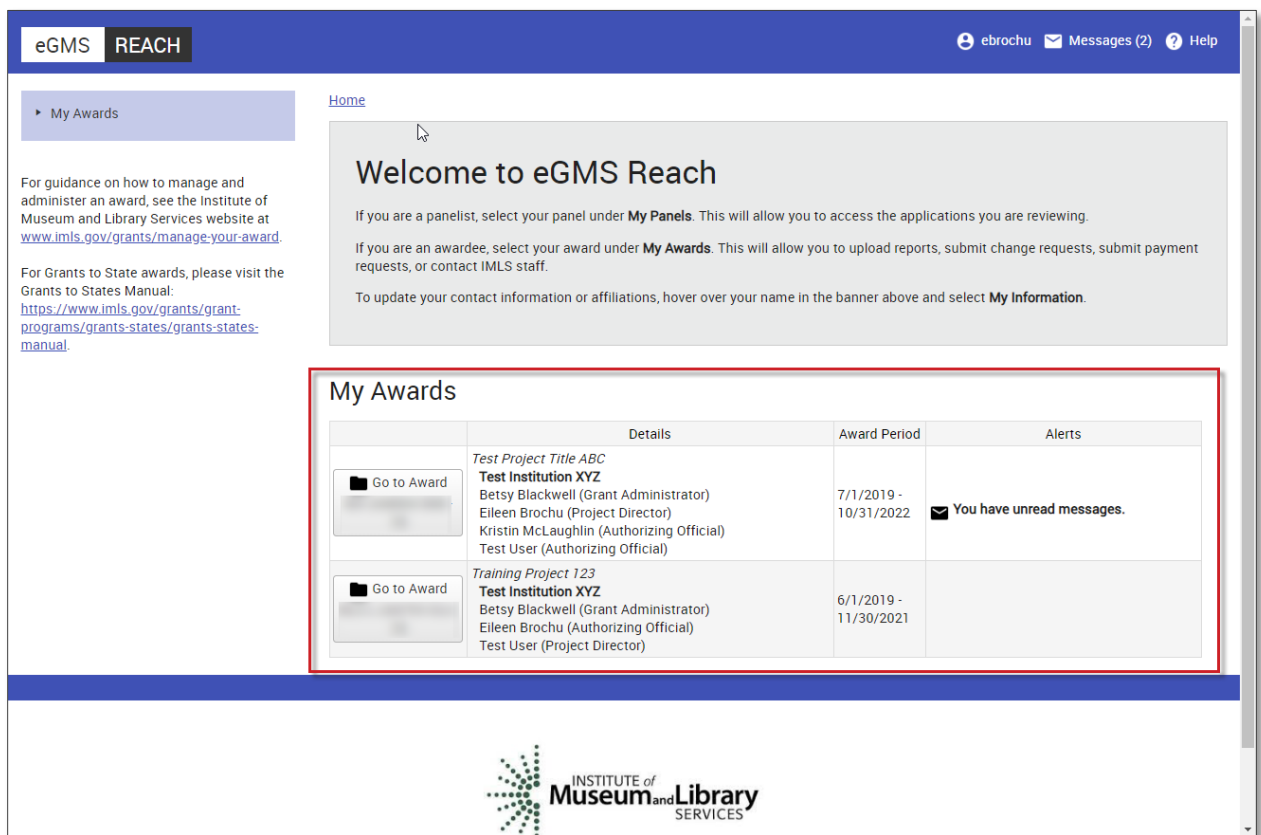 eGMS REACH
ebrochu Messages (2) Help
My Awards
For guidance on how to manage and
administer an award, see the Institute of
Museum and Library Services website at
www.imls.gov/grants/manage-your-award.
For Grants to State awards, please visit the
Grants to States Manual:
https://www.imls.gov/grants/grant-
programs/grants-states/grants-states-
manual.
Home
Welcome to eGMS Reach
If you are a panelist, select your panel under My Panels. This will allow you to access the applications you are reviewing.
If you are an awardee, select your award under My Awards. This will allow you to upload reports, submit change requests, submit payment
requests, or contact IMLS staff.
To update your contact information or affiliations, hover over your name in the banner above and select My Information.
My Awards
Details Award Period Alerts
Go to Award
Test Project Title ABC
Test Institution XYZ
Betsy Blackwell (Grant Administrator)
Eileen Brochu (Project Director)
Kristin McLaughlin (Authorizing Official)
Test User (Authorizing Official)
7/1/2019 -
10/31/2022
You have unread messages.
Go to Award
Training Project 123
Test Institution XYZ
Betsy Blackwell (Grant Administrator)
Eileen Brochu (Authorizing Official)
Test User (Project Director)
6/1/2019 -
11/30/2021
INSTITUTE of
Museum and Library
SERVICES